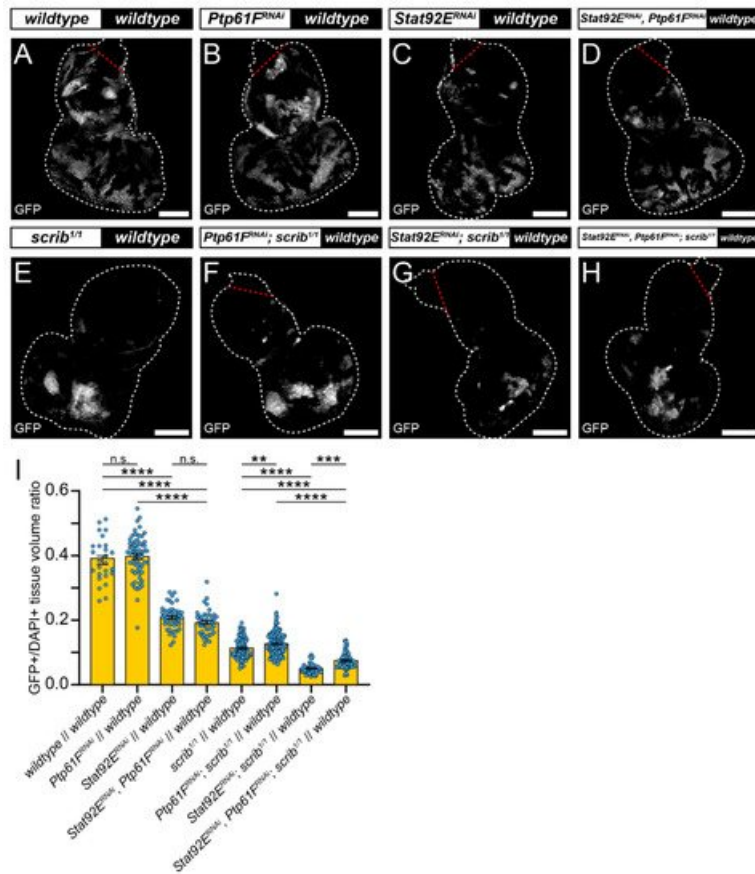 wildtype wildtype Ptp61F^RNAi wildtype Stat92E^RNAi wildtype Stat92E^RNAi, Ptp61F^RNAi wildtype
A B C D
GFP GFP GFP GFP
scrib^1/1 wildtype Ptp61F^RNAi; scrib^1/1 wildtype Stat92E^RNAi; scrib^1/1 wildtype Stat92E^RNAi, Ptp61F^RNAi; scrib^1/1 wildtype
E F G H
GFP GFP GFP GFP
I
n.s. n.s. ** ***
**** ****
**** ****
**** ****
GFP+/DAPI+ tissue volume ratio
0.6
0.4
0.2
0.0
wildtype // wildtype
Ptp61F^RNAi // wildtype
Stat92E^RNAi // wildtype
Stat92E^RNAi, Ptp61F^RNAi // wildtype
scrib^1/1 // wildtype
Ptp61F^RNAi; scrib^1/1 // wildtype
Stat92E^RNAi; scrib^1/1 // wildtype
Stat92E^RNAi, Ptp61F^RNAi; scrib^1/1 // wildtype